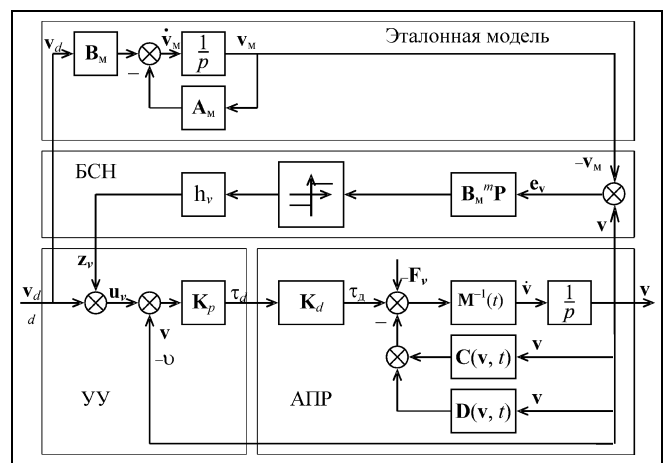 Эталонная модель
v_d
B_м
v̇_м
1/p
v_м
–
A_м
БСН
–v_м
h_v
B_м^m P
e_v
v
z_v
–F_v
v_d
d
u_v
K_p
τ_d
K_d
τ_д
M^–1(t)
v̇
1/p
v
v
–υ
–
C(v, t)
v
УУ
АПР
D(v, t)
v